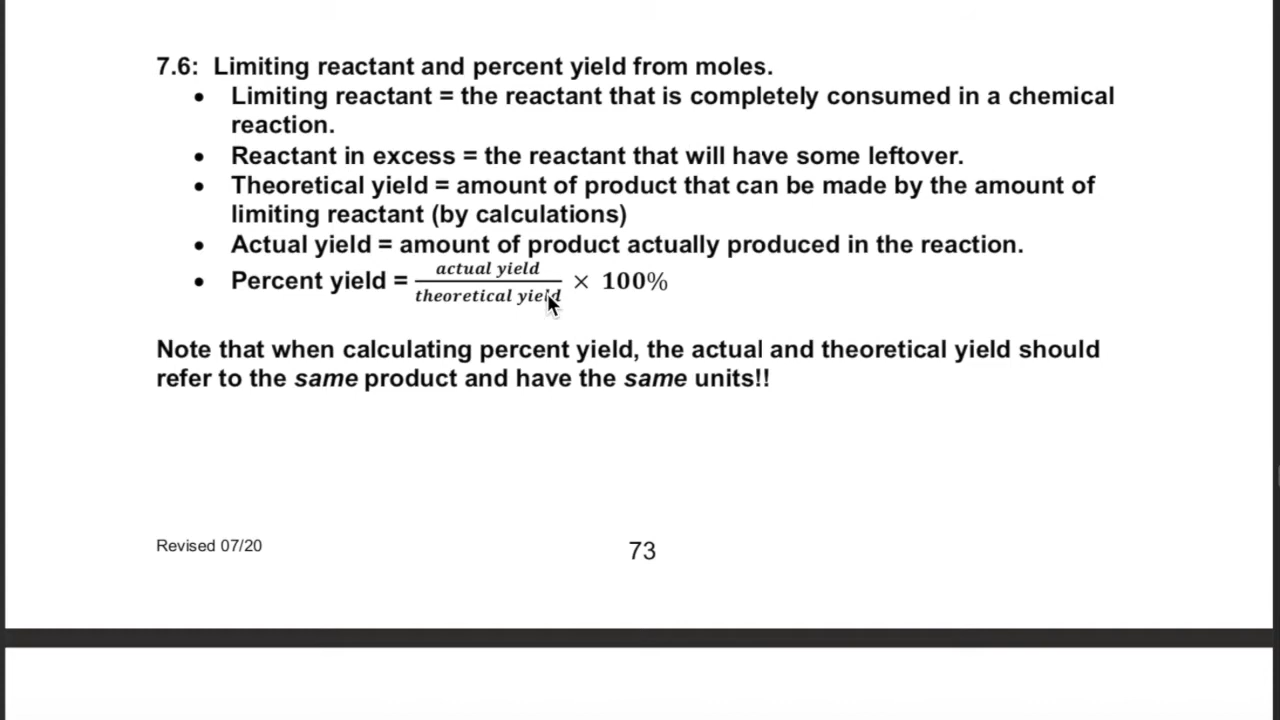 7.6: Limiting reactant and percent yield from moles.
• Limiting reactant = the reactant that is completely consumed in a chemical
reaction.
• Reactant in excess = the reactant that will have some leftover.
• Theoretical yield = amount of product that can be made by the amount of
limiting reactant (by calculations)
• Actual yield = amount of product actually produced in the reaction.
• Percent yield = actual yield / theoretical yield × 100%
Note that when calculating percent yield, the actual and theoretical yield should
refer to the same product and have the same units!!
Revised 07/20
73